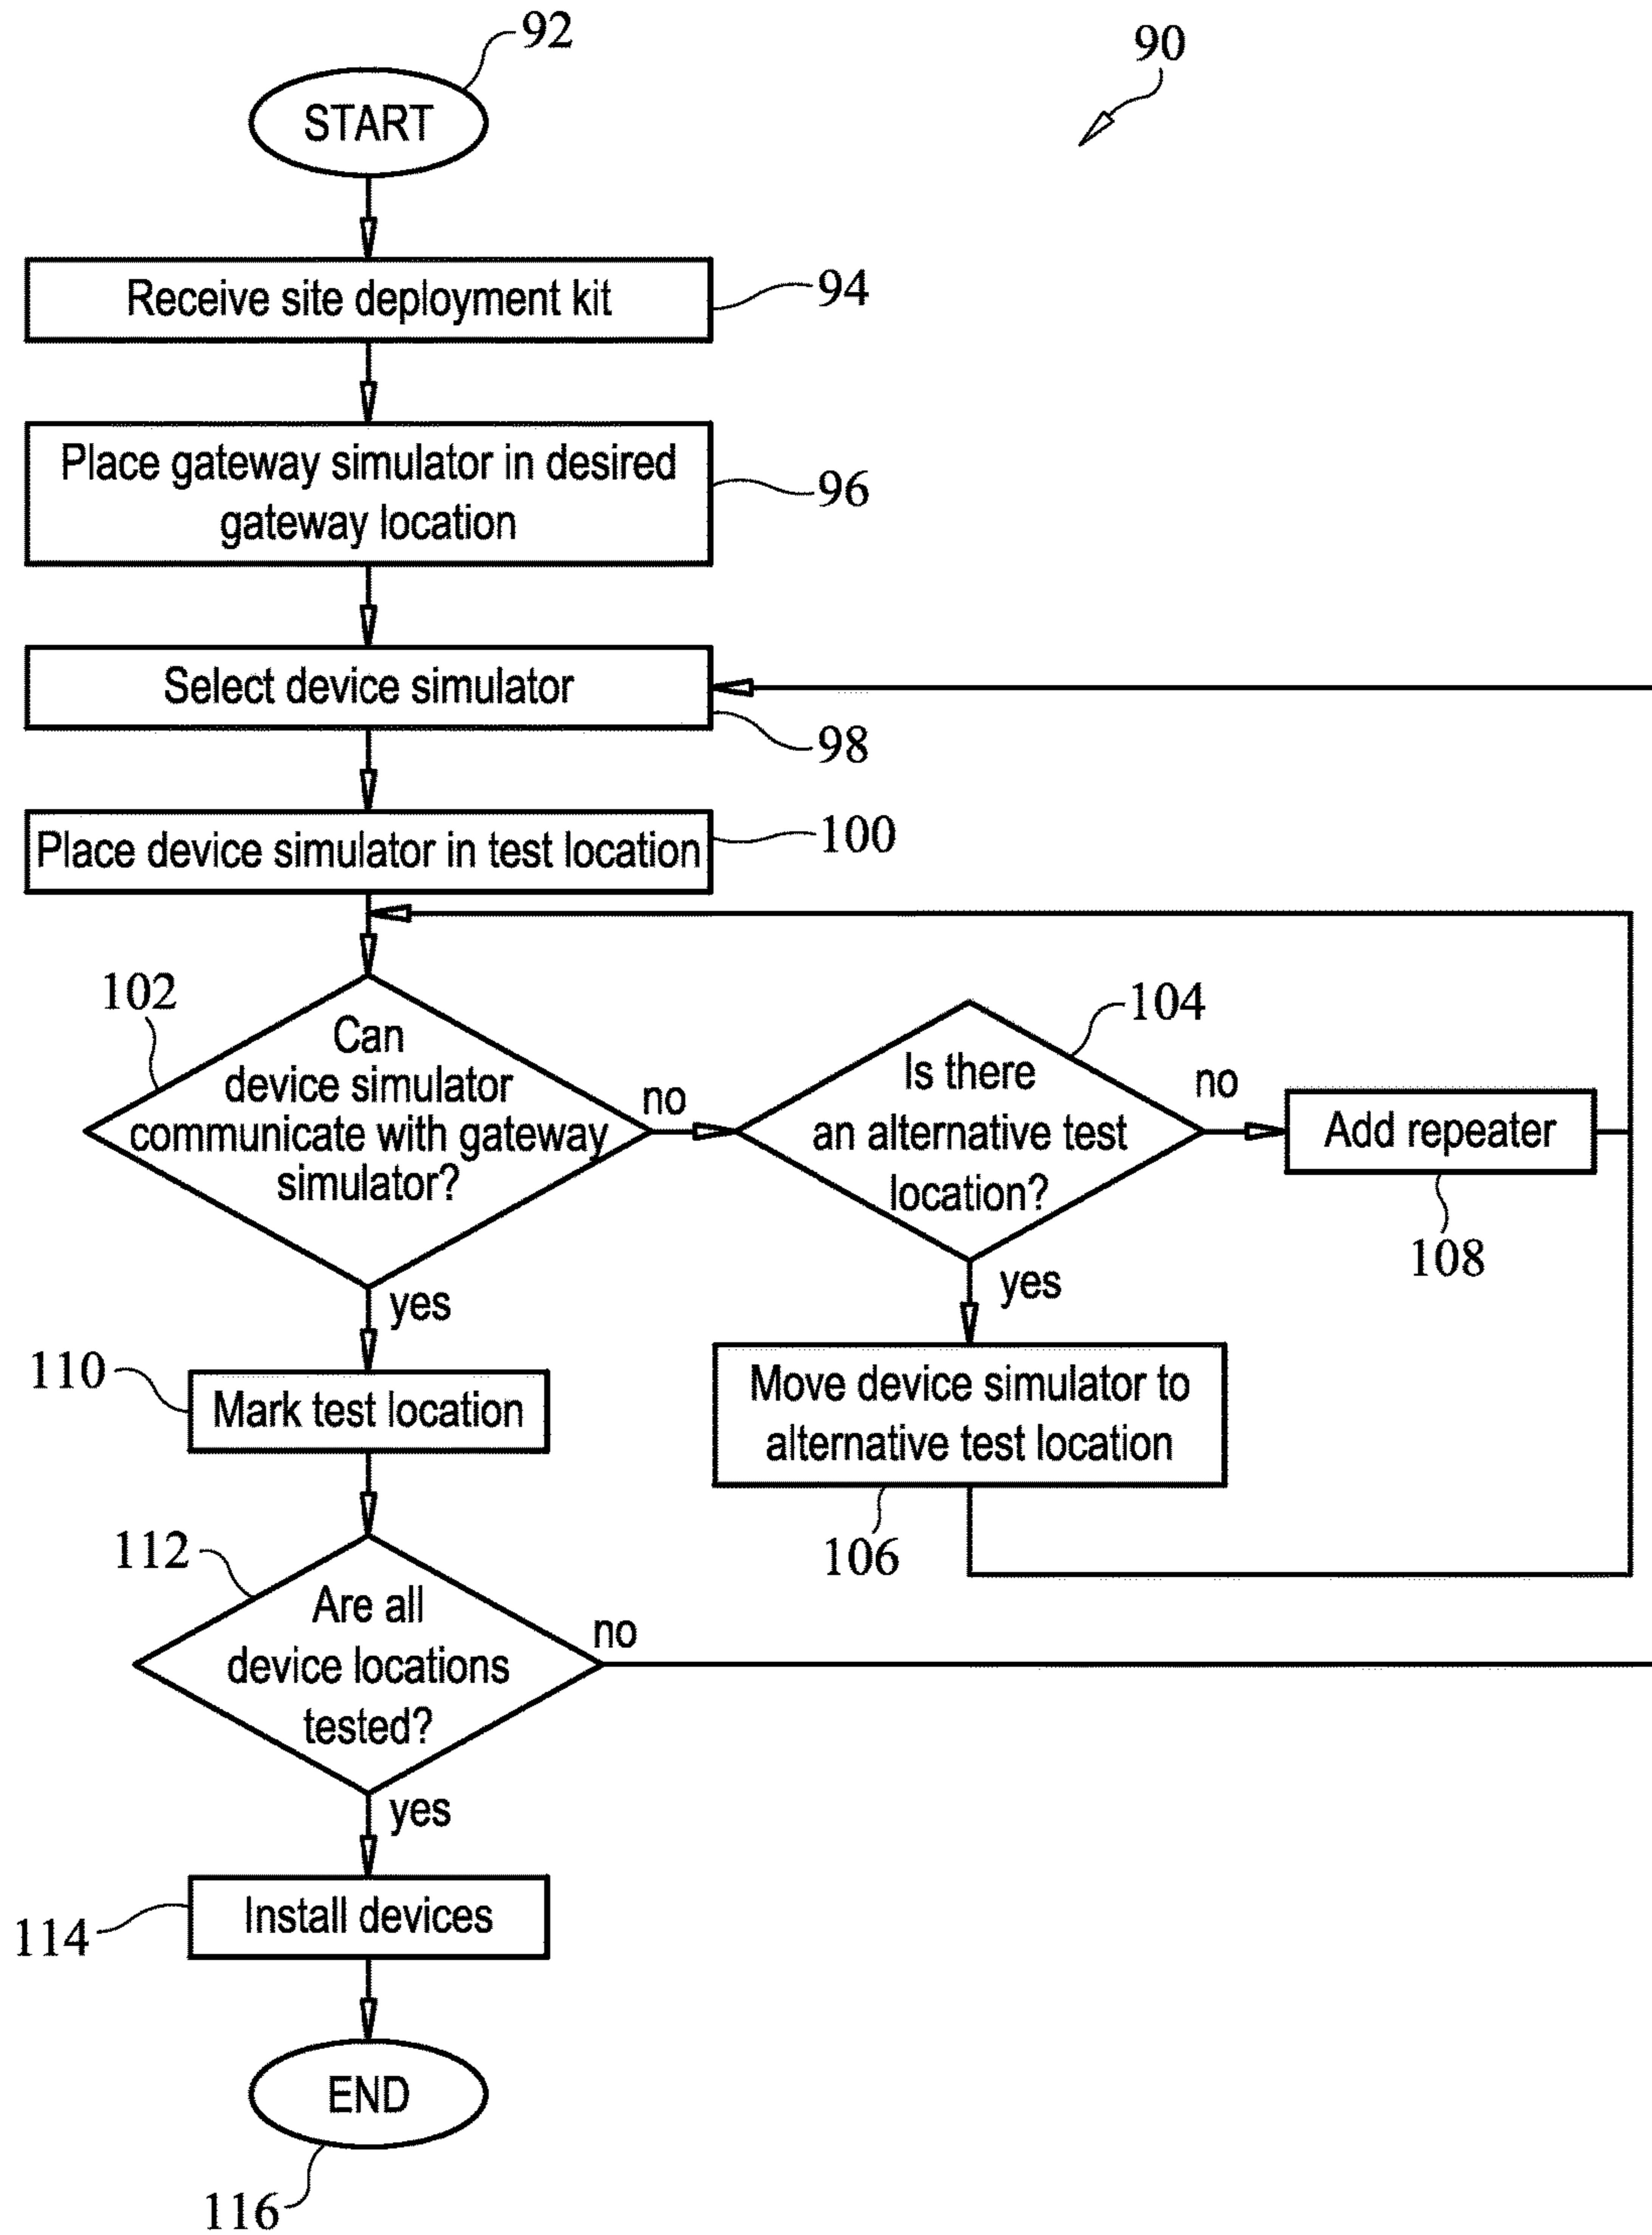 92
90
START
Receive site deployment kit
94
Place gateway simulator in desired
gateway location
96
Select device simulator
98
Place device simulator in test location
100
102
Can
device simulator
communicate with gateway
simulator?
no
104
Is there
an alternative test
location?
no
Add repeater
108
yes
yes
110
Mark test location
Move device simulator to
alternative test location
106
112
Are all
device locations
tested?
no
yes
114
Install devices
END
116